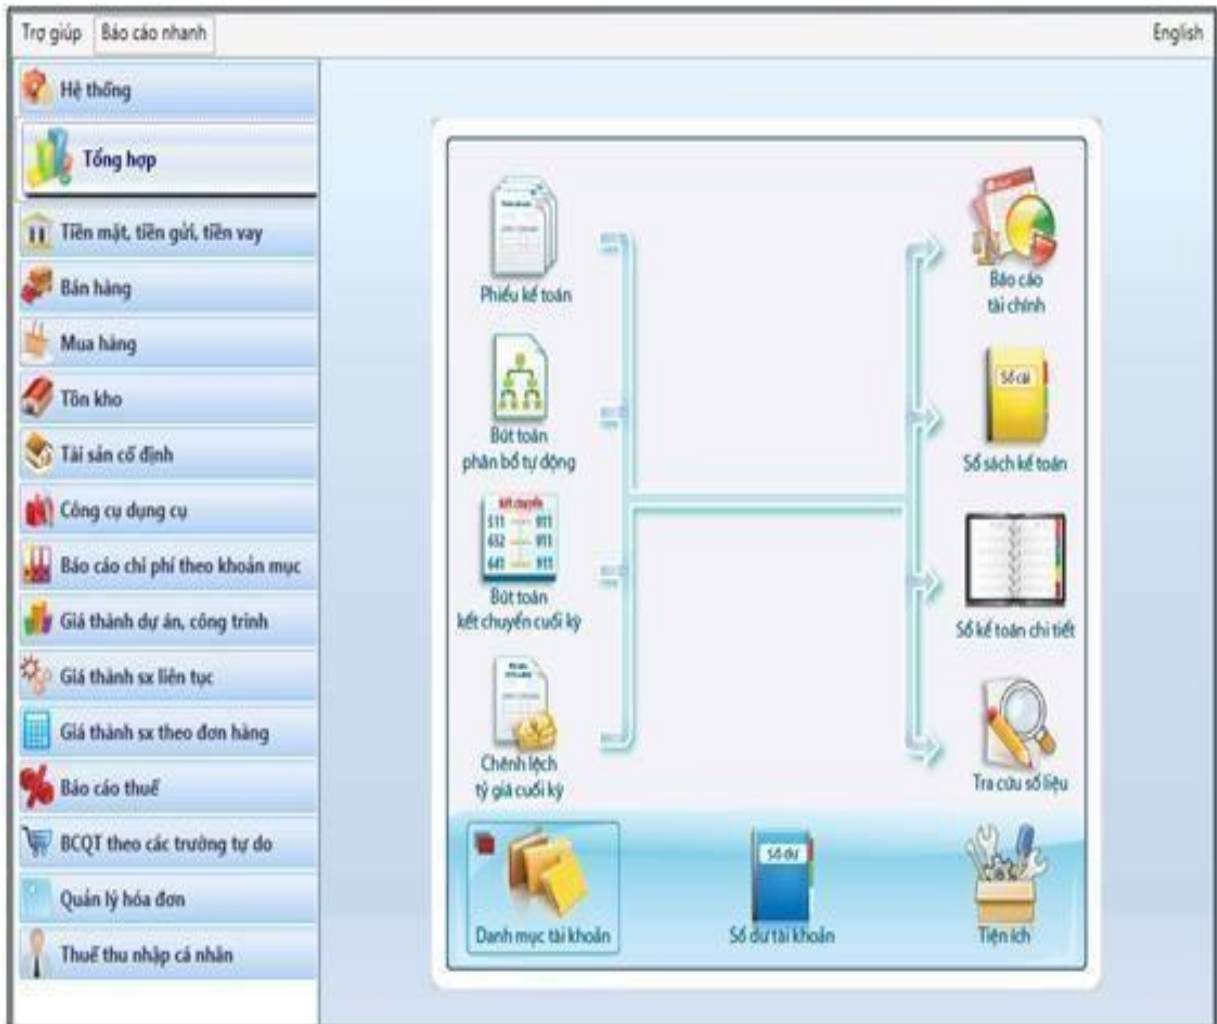 Trợ giúp
Báo cáo nhanh
English
Hệ thống
Tổng hợp
Tiền mặt, tiền gửi, tiền vay
Bán hàng
Mua hàng
Tồn kho
Tài sản cố định
Công cụ dụng cụ
Báo cáo chi phí theo khoản mục
Giá thành dự án, công trình
Giá thành sx liên tục
Giá thành sx theo đơn hàng
Báo cáo thuế
BCQT theo các trường tự do
Quản lý hóa đơn
Thuế thu nhập cá nhân
Phiếu kế toán
Bút toán
phân bổ tự động
Kết chuyển
511 911
632 911
641 911
Bút toán
kết chuyển cuối kỳ
Chênh lệch
tỷ giá cuối kỳ
Báo cáo
tài chính
Sổ cái
Sổ sách kế toán
Sổ kế toán chi tiết
Tra cứu số liệu
Danh mục tài khoản
Số dư
Số dư tài khoản
Tiện ích